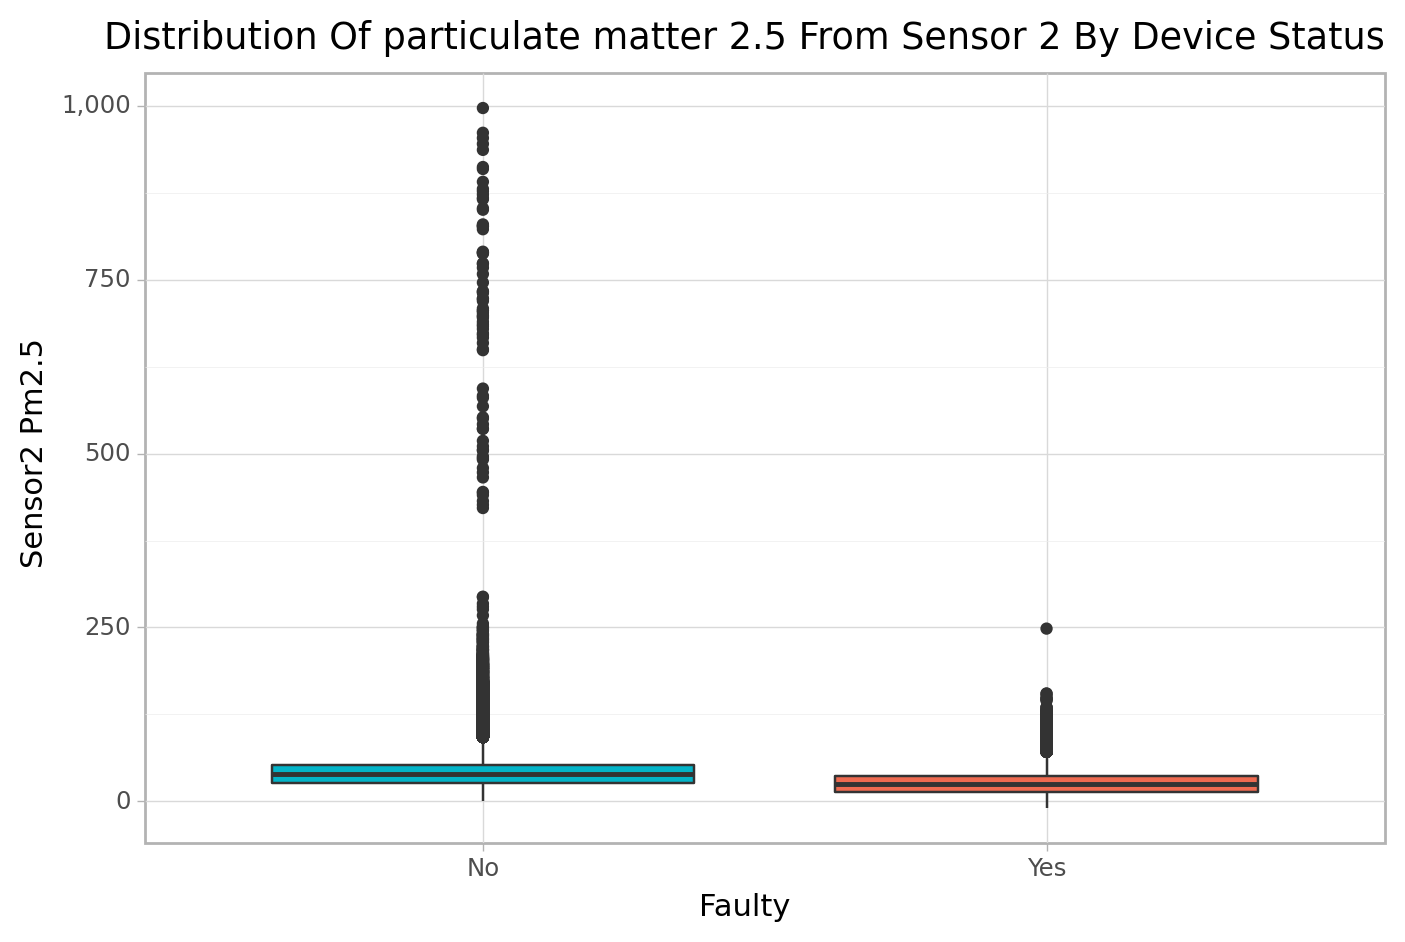 Distribution Of particulate matter 2.5 From Sensor 2 By Device Status
1,000
750
500
250
0
Sensor2 Pm2.5
No
Yes
Faulty